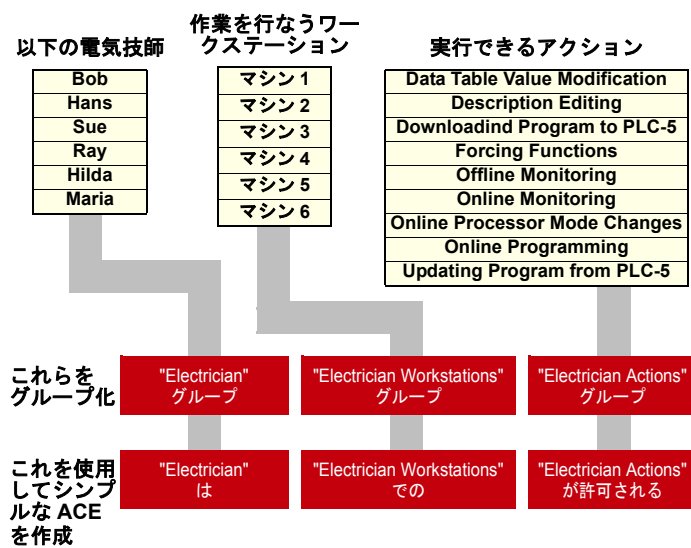 以下の電気技師
Bob
Hans
Sue
Ray
Hilda
Maria
作業を行なうワー
クステーション
マシン 1
マシン 2
マシン 3
マシン 4
マシン 5
マシン 6
実行できるアクション
Data Table Value Modification
Description Editing
Downloadind Program to PLC-5
Forcing Functions
Offline Monitoring
Online Monitoring
Online Processor Mode Changes
Online Programming
Updating Program from PLC-5
これらを
グループ化
"Electrician"
グループ
"Electrician Workstations"
グループ
"Electrician Actions"
グループ
これを使用
してシンプ
ルな ACE
を作成
"Electrician"
は
"Electrician Workstations"
での
"Electrician Actions"
が許可される